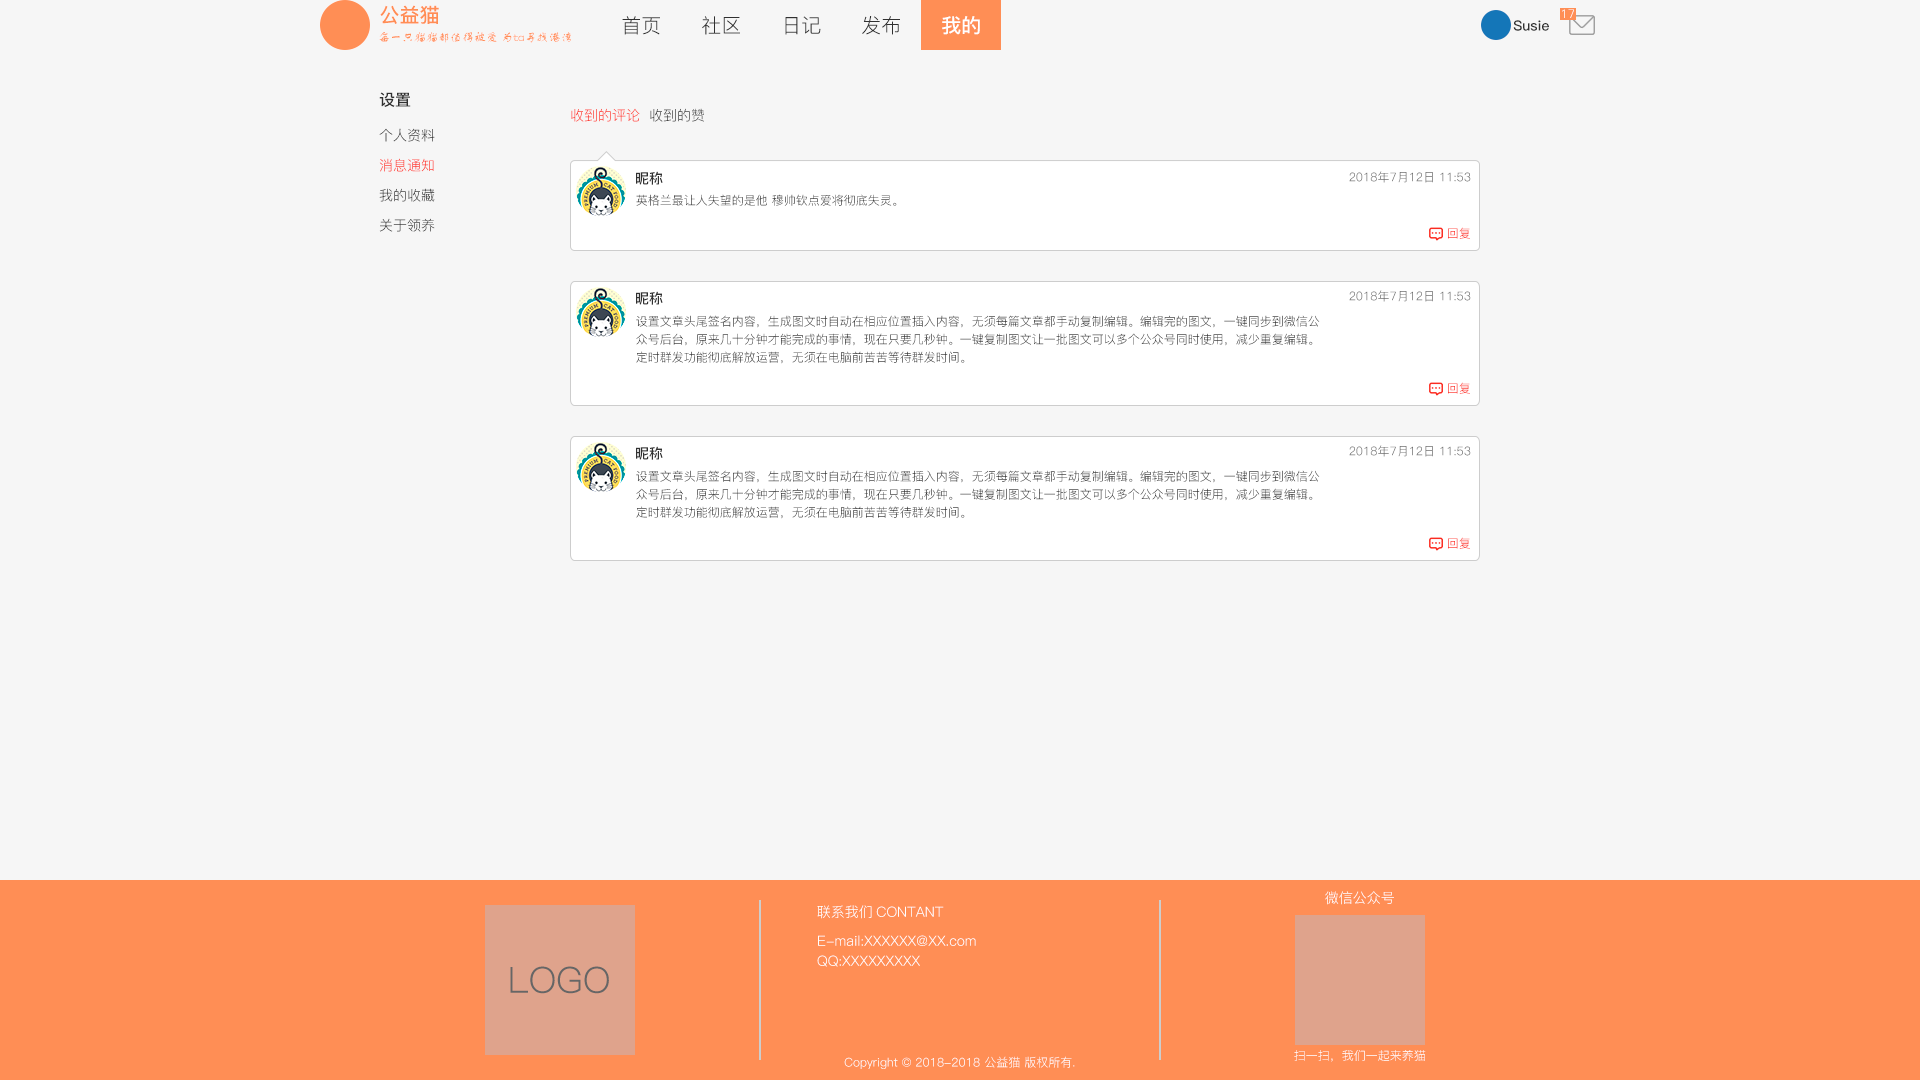 公益猫
每一只猫猫都值得被爱 为
首页
社区
日记
发布
我的
Susie
17
设置
个人资料
消息通知
我的收藏
关于领养
收到的评论 收到的赞
昵称
2018年7月12日 11:53
英格兰最让人失望的是他 穆帅钦点爱将彻底失灵。
回复
昵称
2018年7月12日 11:53
设置文章头尾签名内容，生成图文时自动在相应位置插入内容，无须每篇文章都手动复制编辑。编辑完的图文，一键同步到微信公
众号后台，原来几十分钟才能完成的事情，现在只要几秒钟。一键复制图文让一批图文可以多个公众号同时使用，减少重复编辑。
定时群发功能彻底解放运营，无须在电脑前苦苦等待群发时间。
回复
昵称
2018年7月12日 11:53
设置文章头尾签名内容，生成图文时自动在相应位置插入内容，无须每篇文章都手动复制编辑。编辑完的图文，一键同步到微信公
众号后台，原来几十分钟才能完成的事情，现在只要几秒钟。一键复制图文让一批图文可以多个公众号同时使用，减少重复编辑。
定时群发功能彻底解放运营，无须在电脑前苦苦等待群发时间。
回复
LOGO
联系我们 CONTANT
E-mail:XXXXXX@XX.com
QQ:XXXXXXXXX
Copyright © 2018-2018 公益猫 版权所有.
微信公众号
扫一扫，我们一起来养猫